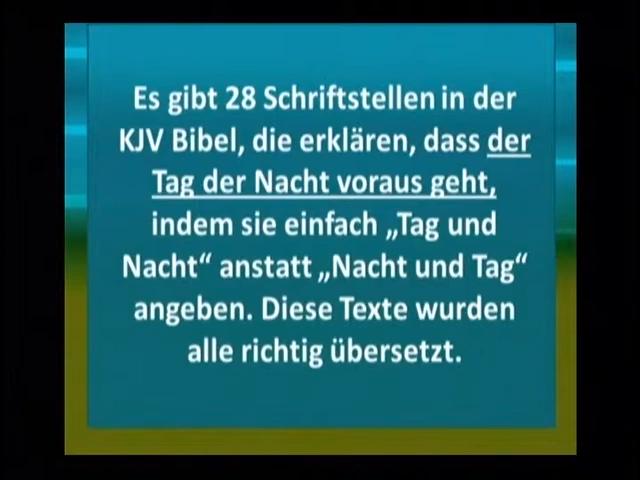 Es gibt 28 Schriftstellen in der
KJV Bibel, die erklären, dass der
Tag der Nacht voraus geht,
indem sie einfach „Tag und
Nacht“ anstatt „Nacht und Tag“
angeben. Diese Texte wurden
alle richtig übersetzt.